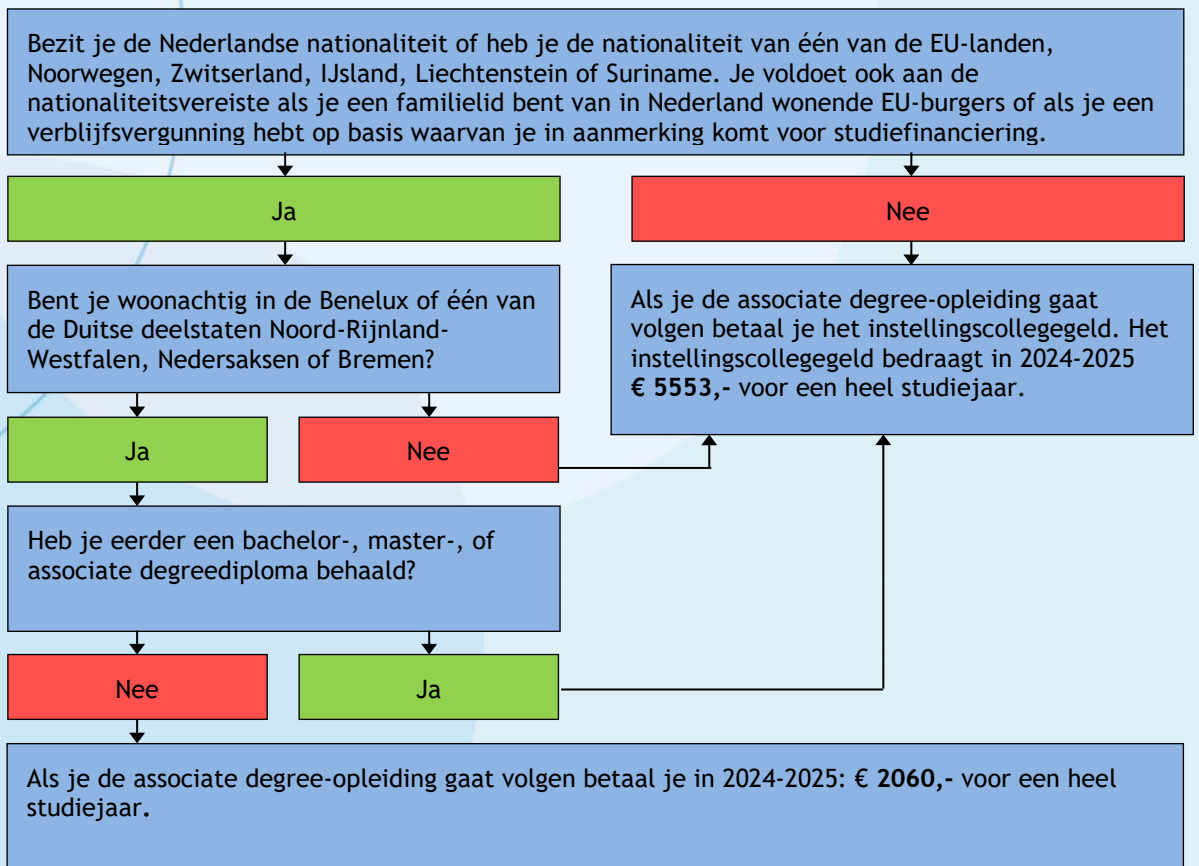 Bezit je de Nederlandse nationaliteit of heb je de nationaliteit van één van de EU-landen,
Noorwegen, Zwitserland, IJsland, Liechtenstein of Suriname. Je voldoet ook aan de
nationaliteitsvereiste als je een familielid bent van in Nederland wonende EU-burgers of als je een
verblijfsvergunning hebt op basis waarvan je in aanmerking komt voor studiefinanciering.
Ja
Nee
Bent je woonachtig in de Benelux of één van
de Duitse deelstaten Noord-Rijnland-
Westfalen, Nedersaksen of Bremen?
Als je de associate degree-opleiding gaat
volgen betaal je het instellingscollegegeld. Het
instellingscollegegeld bedraagt in 2024-2025
€ 5553,- voor een heel studiejaar.
Ja
Nee
Heb je eerder een bachelor-, master-, of
associate degreediploma behaald?
Nee
Ja
Als je de associate degree-opleiding gaat volgen betaal je in 2024-2025: € 2060,- voor een heel
studiejaar.